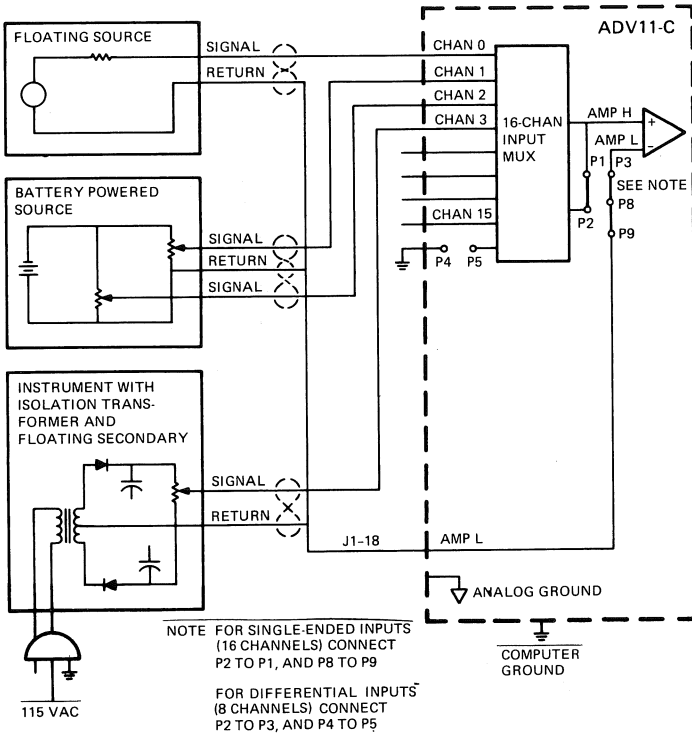 ADV11-C
FLOATING SOURCE
SIGNAL
RETURN
CHAN 0
CHAN 1
CHAN 2
CHAN 3
CHAN 15
16-CHAN
INPUT
MUX
AMP H
AMP L
+
−
P1
P3
SEE NOTE
P2
P8
P9
P4
P5
BATTERY POWERED
SOURCE
SIGNAL
RETURN
SIGNAL
INSTRUMENT WITH
ISOLATION TRANS-
FORMER AND
FLOATING SECONDARY
SIGNAL
RETURN
J1-18
AMP L
ANALOG GROUND
COMPUTER
GROUND
115 VAC
NOTE FOR SINGLE-ENDED INPUTS
(16 CHANNELS) CONNECT
P2 TO P1, AND P8 TO P9
FOR DIFFERENTIAL INPUTS
(8 CHANNELS) CONNECT
P2 TO P3, AND P4 TO P5